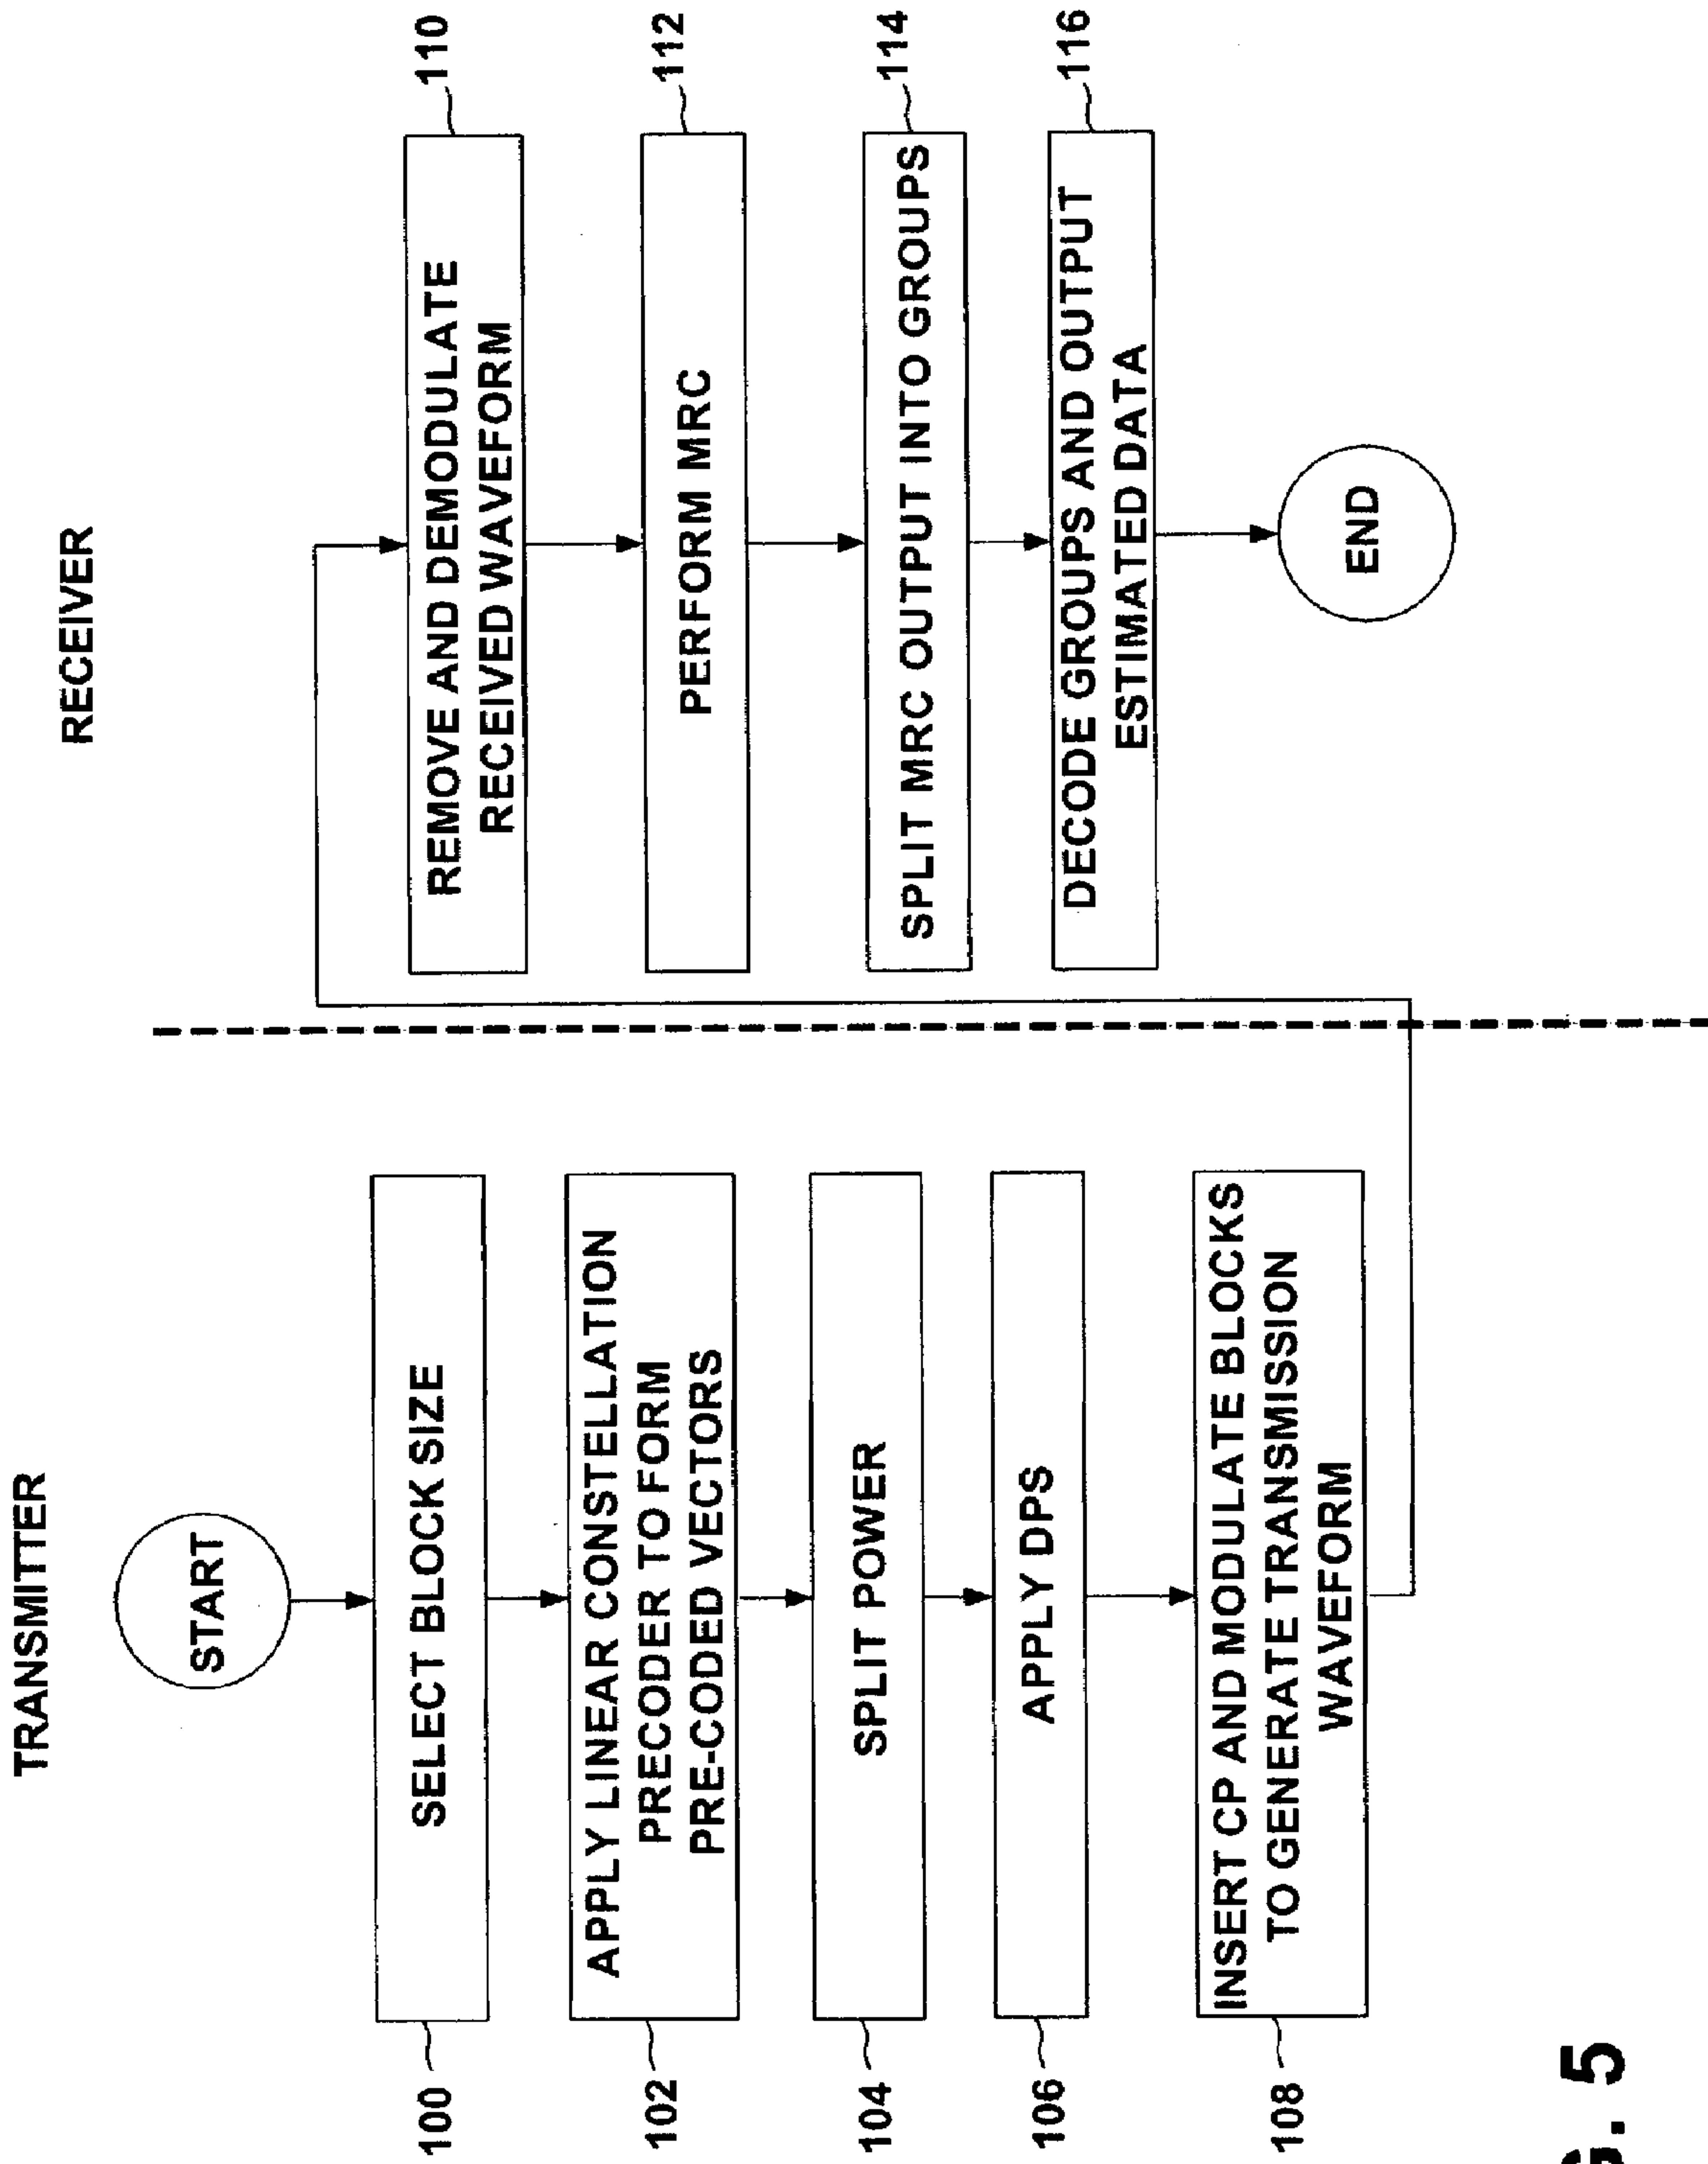 TRANSMITTER
START
SELECT BLOCK SIZE
100
APPLY LINEAR CONSTELLATION
PRECODER TO FORM
PRE-CODED VECTORS
102
SPLIT POWER
104
APPLY DPS
106
INSERT CP AND MODULATE BLOCKS
TO GENERATE TRANSMISSION
WAVEFORM
108
RECEIVER
REMOVE AND DEMODULATE
RECEIVED WAVEFORM
110
PERFORM MRC
112
SPLIT MRC OUTPUT INTO GROUPS
114
DECODE GROUPS AND OUTPUT
ESTIMATED DATA
116
END
5